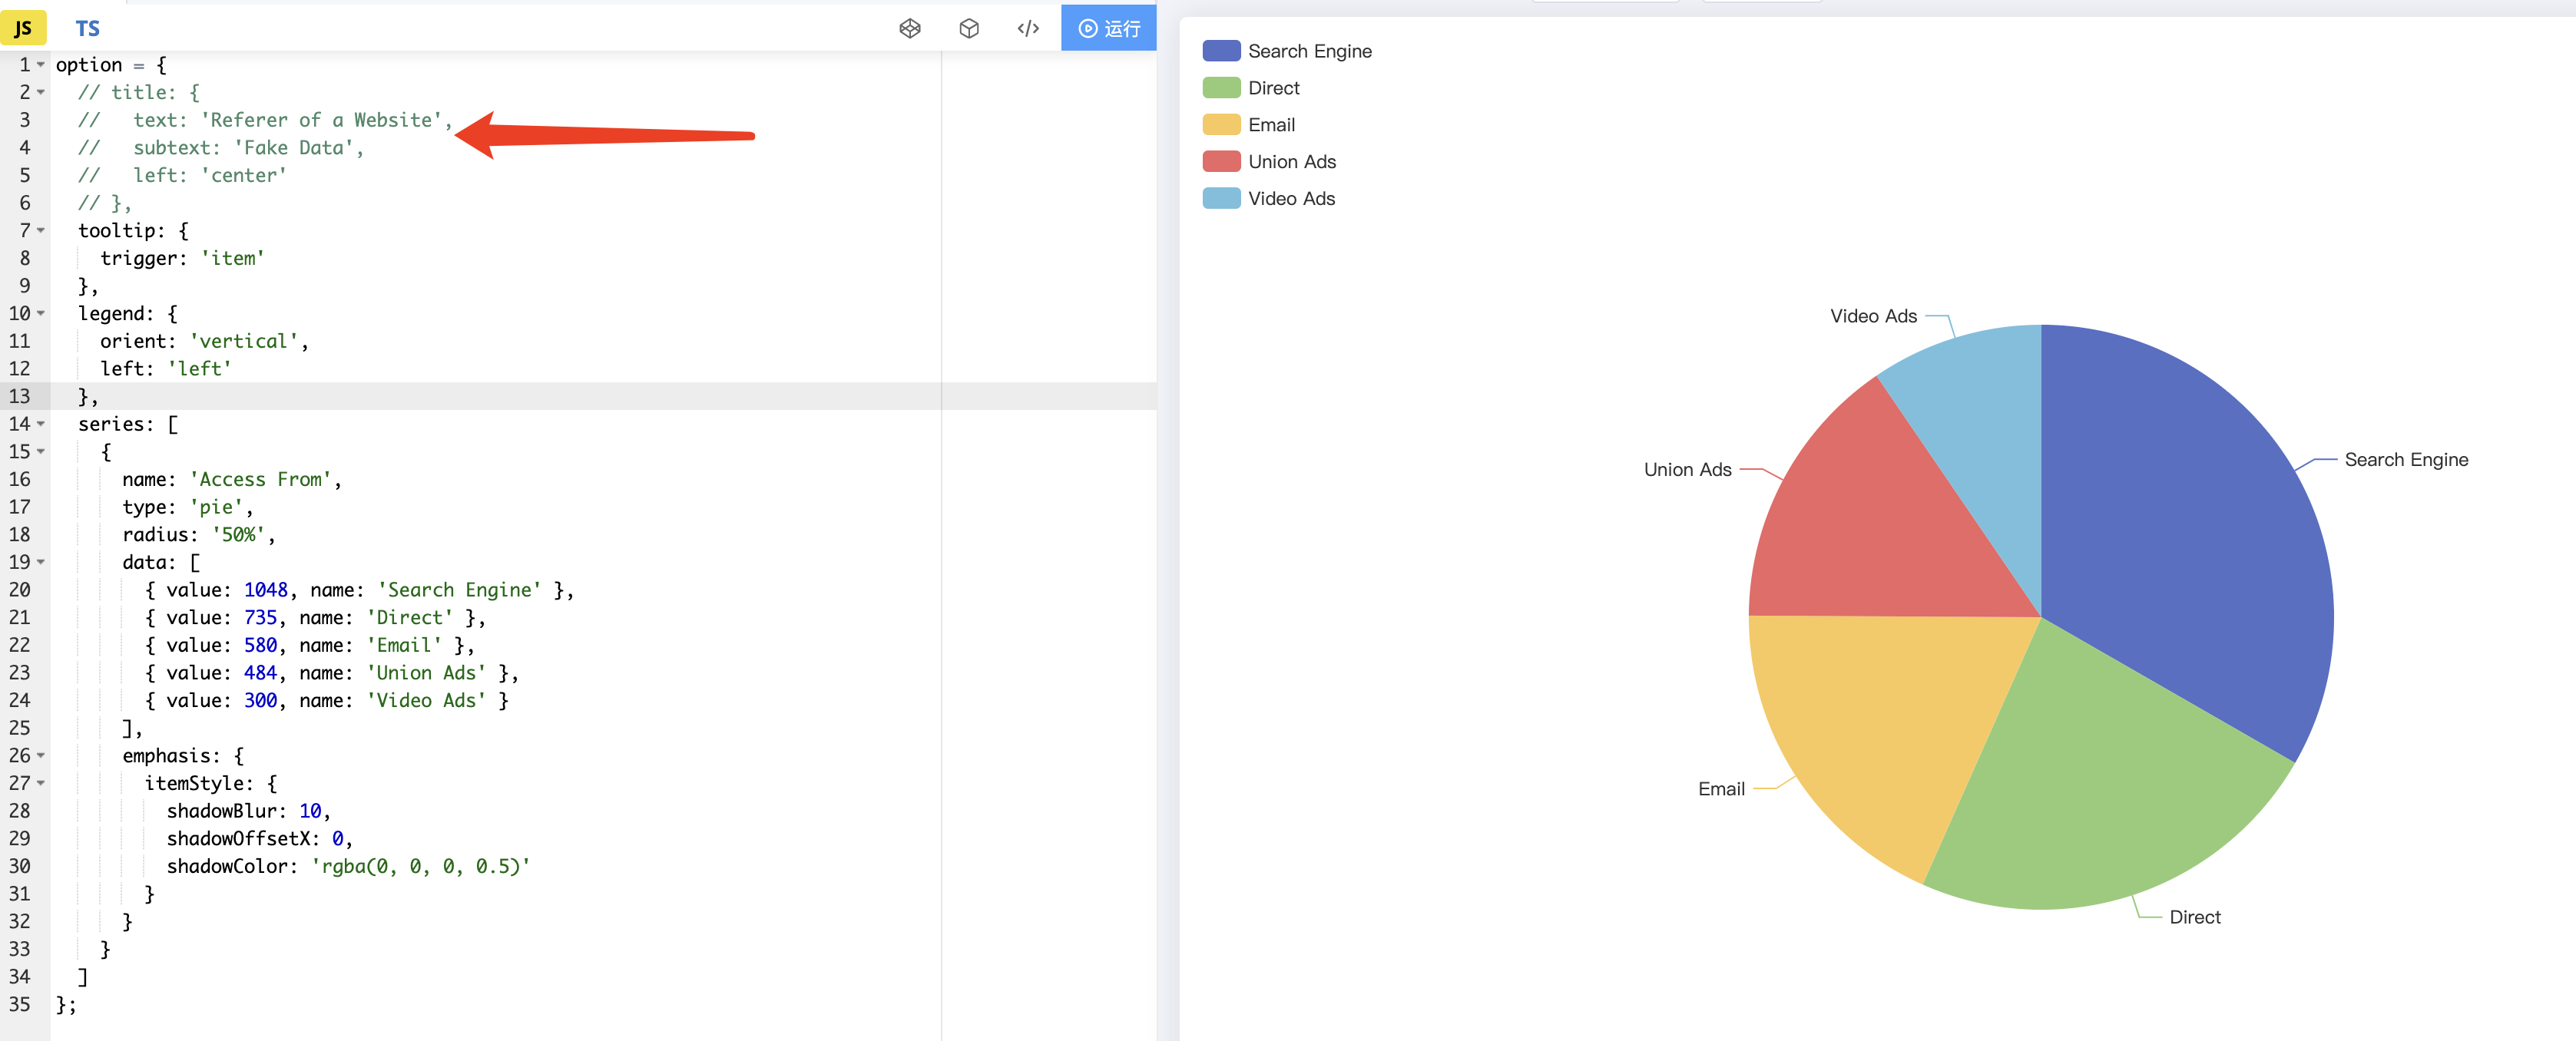 JS TS 运行
1 option = {
2 // title: {
3 //   text: 'Referer of a Website',
4 //   subtext: 'Fake Data',
5 //   left: 'center'
6 // },
7 tooltip: {
8 trigger: 'item'
9 },
10 legend: {
11 orient: 'vertical',
12 left: 'left'
13 },
14 series: [
15 {
16 name: 'Access From',
17 type: 'pie',
18 radius: '50%',
19 data: [
20 { value: 1048, name: 'Search Engine' },
21 { value: 735, name: 'Direct' },
22 { value: 580, name: 'Email' },
23 { value: 484, name: 'Union Ads' },
24 { value: 300, name: 'Video Ads' }
25 ],
26 emphasis: {
27 itemStyle: {
28 shadowBlur: 10,
29 shadowOffsetX: 0,
30 shadowColor: 'rgba(0, 0, 0, 0.5)'
31 }
32 }
33 }
34 ]
35 };
Search Engine
Direct
Email
Union Ads
Video Ads
Video Ads
Search Engine
Union Ads
Email
Direct